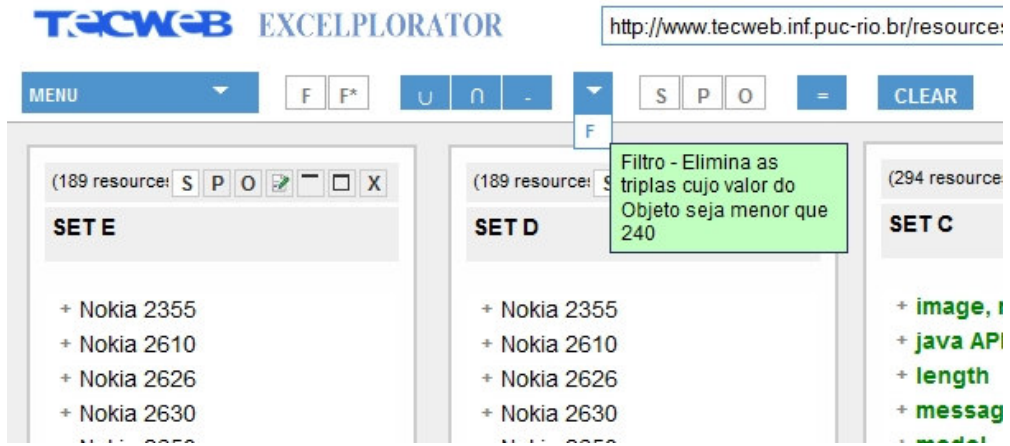 TECWEB EXCELPLORATOR http://www.tecweb.inf.puc-rio.br/resource
MENU F F* ∪ ∩ - S P O = CLEAR
F
Filtro - Elimina as
triplas cujo valor do
Objeto seja menor que
240
(189 resource S P O X
SET E
+ Nokia 2355
+ Nokia 2610
+ Nokia 2626
+ Nokia 2630
(189 resource S
SET D
+ Nokia 2355
+ Nokia 2610
+ Nokia 2626
+ Nokia 2630
(294 resource
SET C
+ image,
+ java API
+ length
+ messag